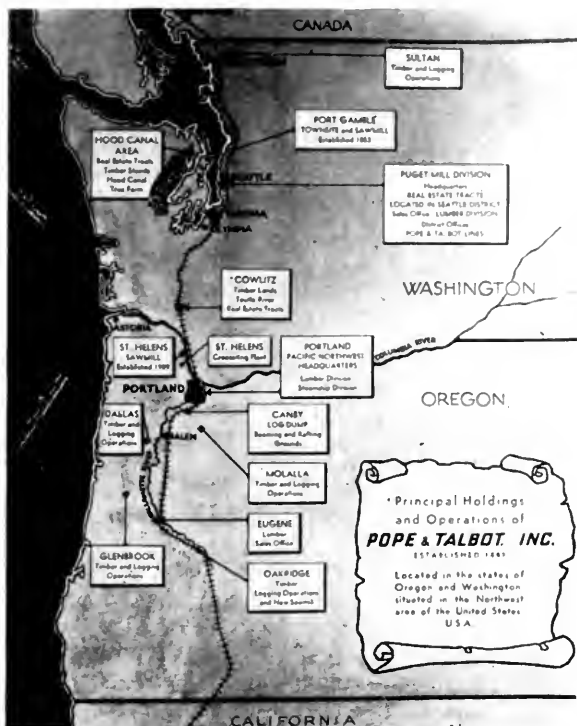 CANADA
SULTAN
Timber and Logging
Operations
PORT GAMBLE
TOWNSITE and SAWMILL
Established 1853
HOOD CANAL
AREA
Real Estate Tracts
Timber Stands
Hood Canal
Tree Farm
SEATTLE
PUGET MILL DIVISION
Headquarters
REAL ESTATE TRACTS
LOCATED IN SEATTLE DISTRICT
Sales Office LUMBER DIVISION
District Offices
POPE & TALBOT LINES
TACOMA
OLYMPIA
COWLITZ
Timber Lands
Toutle River
Real Estate Tracts
WASHINGTON
ASTORIA
ST. HELENS
SAWMILL
Established 1909
ST. HELENS
Creosoting Plant
PORTLAND
PACIFIC NORTHWEST
HEADQUARTERS
Lumber Division
Steamship Division
COLUMBIA RIVER
PORTLAND
OREGON
DALLAS
Timber and
Logging
Operations
CANBY
LOG DUMP
Booming and Rafting
Grounds
SALEM
MOLALLA
Timber and Logging
Operations
EUGENE
Lumber
Sales Office
GLENBROOK
Timber and Logging
Operations
OAKRIDGE
Timber
Logging Operations
and New Sawmill
Principal Holdings
and Operations of
POPE & TALBOT, INC.
ESTABLISHED
Located in the states of
Oregon and Washington
situated in the Northwest
area of the United States
U.S.A.
CALIFORNIA